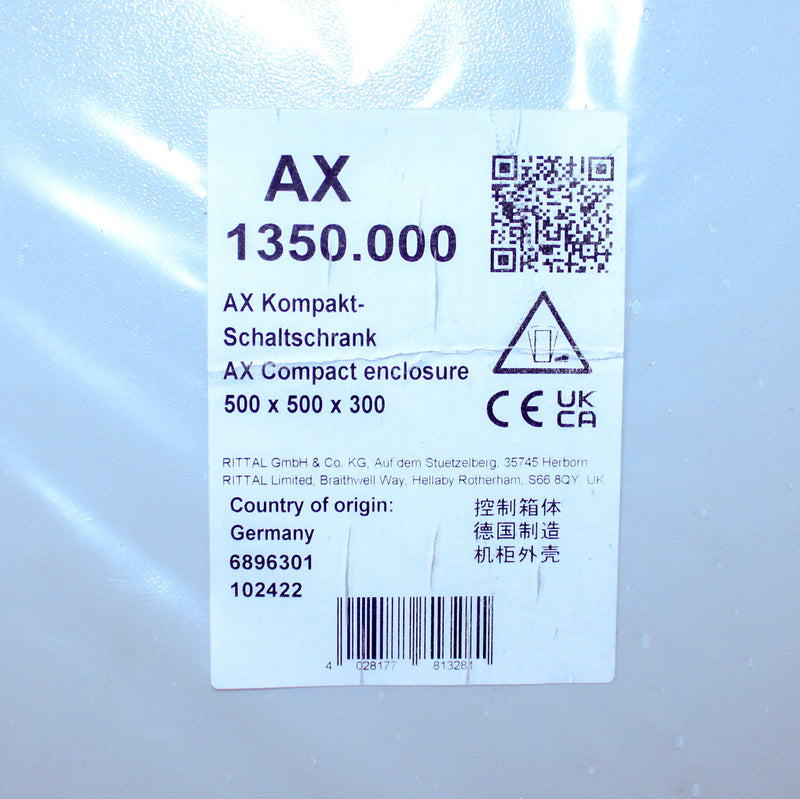 AX
1350.000
AX Kompakt-
Schaltschrank
AX Compact enclosure
500 x 500 x 300
CE UK
CA
RITTAL GmbH & Co. KG, Auf dem Stuetzelberg, 35745 Herborn
RITTAL Limited, Braithwell Way, Hellaby Rotherham, S66 8QY, UK
Country of origin:
Germany
6896301
102422
控制箱体
德国制造
机柜外壳
4 028177 813281